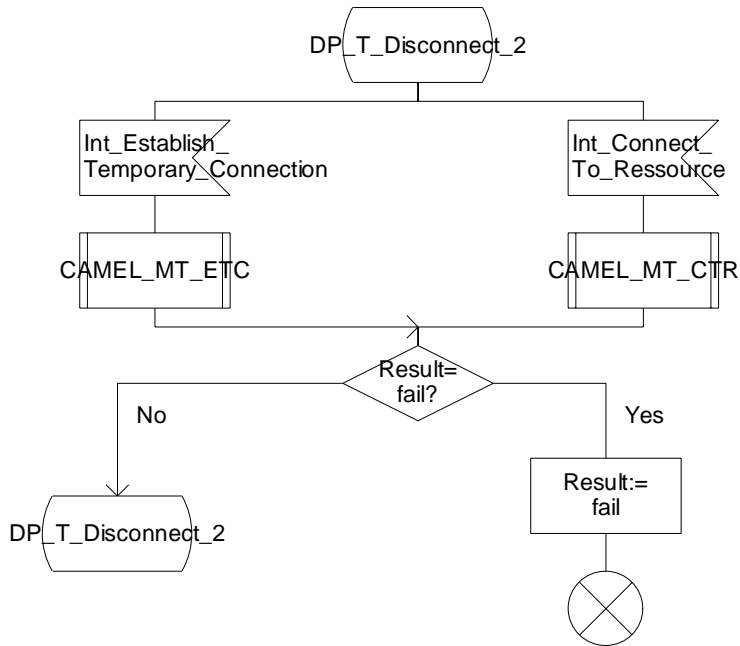 DP_T_Disconnect_2
Int_Establish_
Temporary_Connection
Int_Connect_
To_Ressource
CAMEL_MT_ETC
CAMEL_MT_CTR
Result=
fail?
No
Yes
Result:=
fail
DP_T_Disconnect_2